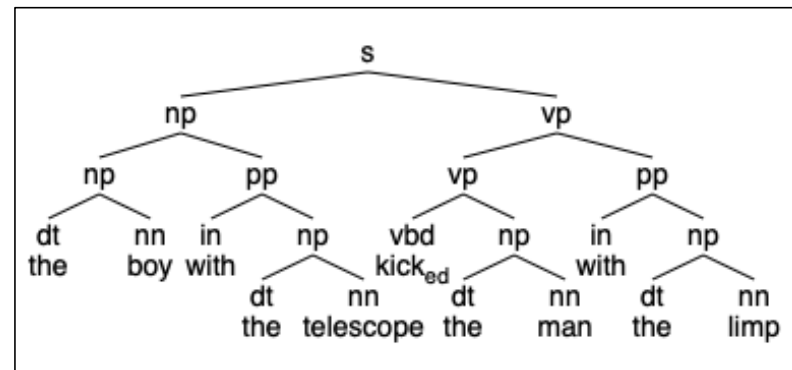 s
np vp
np pp vp pp
dt nn in np vbd np in np
the boy with kicked with
dt nn dt nn dt nn
the telescope the man the limp